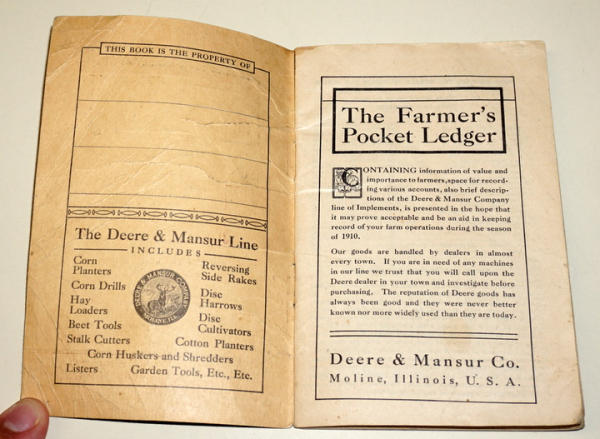 THIS BOOK IS THE PROPERTY OF
The Deere & Mansur Line
INCLUDES
Corn
Planters
Corn Drills
Hay
Loaders
Beet Tools
Stalk Cutters
Reversing
Side Rakes
Disc
Harrows
Disc
Cultivators
Cotton Planters
Corn Huskers and Shredders
Listers Garden Tools, Etc., Etc.
DEERE & MANSUR COMPANY
The Farmer's
Pocket Ledger
CONTAINING information of value and
importance to farmers, space for record-
ing various accounts, also brief descrip-
tions of the Deere & Mansur Company
line of Implements, is presented in the hope that
it may prove acceptable and be an aid in keeping
record of your farm operations during the season
of 1910.
Our goods are handled by dealers in almost
every town. If you are in need of any machines
in our line we trust that you will call upon the
Deere dealer in your town and investigate before
purchasing. The reputation of Deere goods has
always been good and they were never better
known nor more widely used than they are today.
Deere & Mansur Co.
Moline, Illinois, U. S. A.